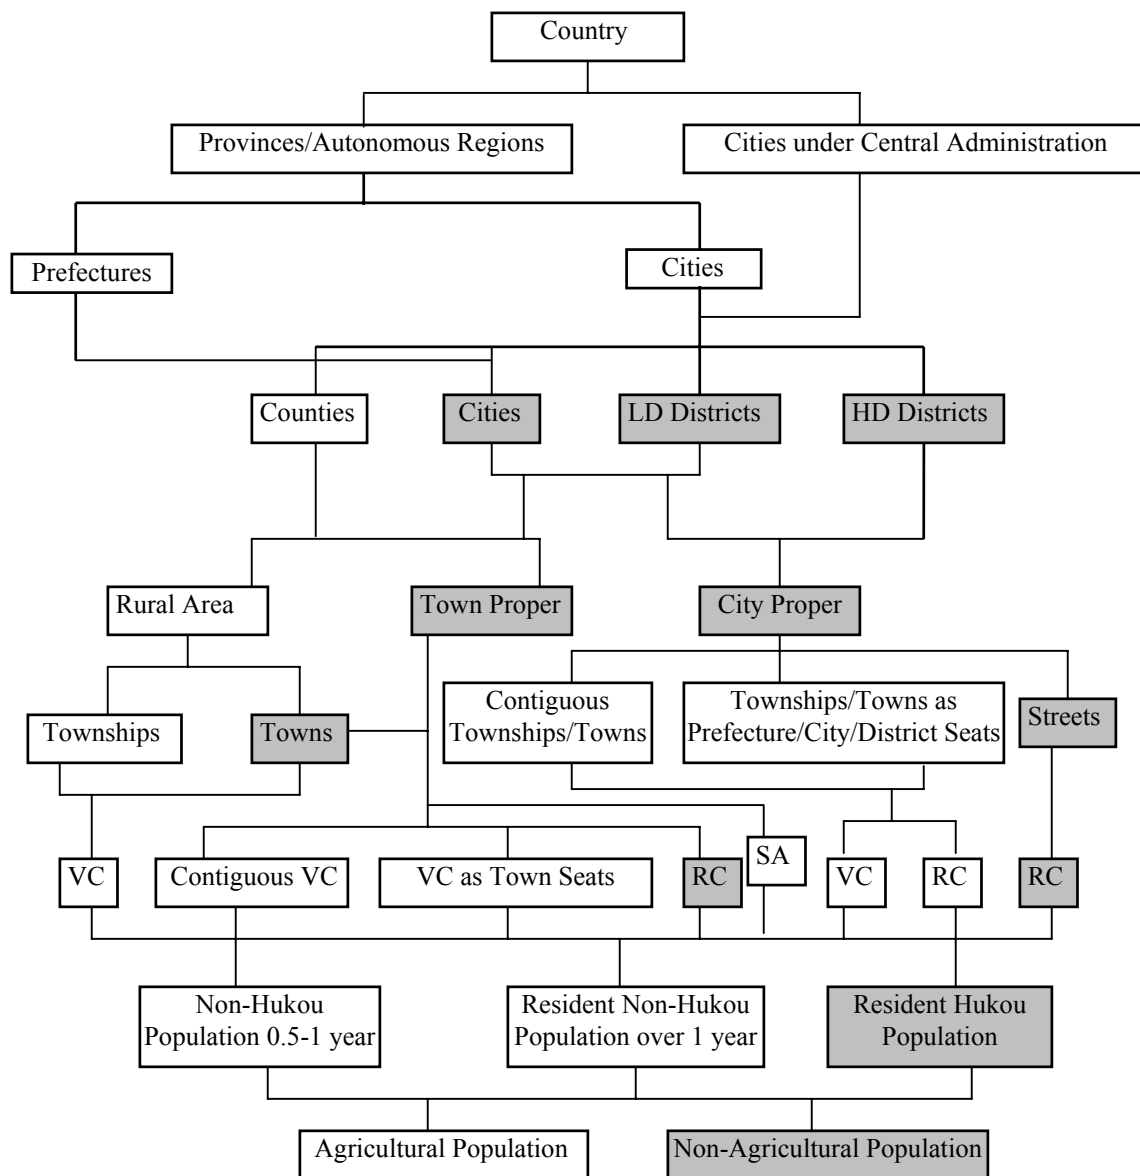 Country
Provinces/Autonomous Regions
Cities under Central Administration
Prefectures
Cities
Counties
Cities
LD Districts
HD Districts
Rural Area
Town Proper
City Proper
Contiguous
Townships/Towns
Townships/Towns as
Prefecture/City/District Seats
Streets
Townships
Towns
VC
Contiguous VC
VC as Town Seats
RC
SA
VC
RC
RC
Non-Hukou
Population 0.5-1 year
Resident Non-Hukou
Population over 1 year
Resident Hukou
Population
Agricultural Population
Non-Agricultural Population